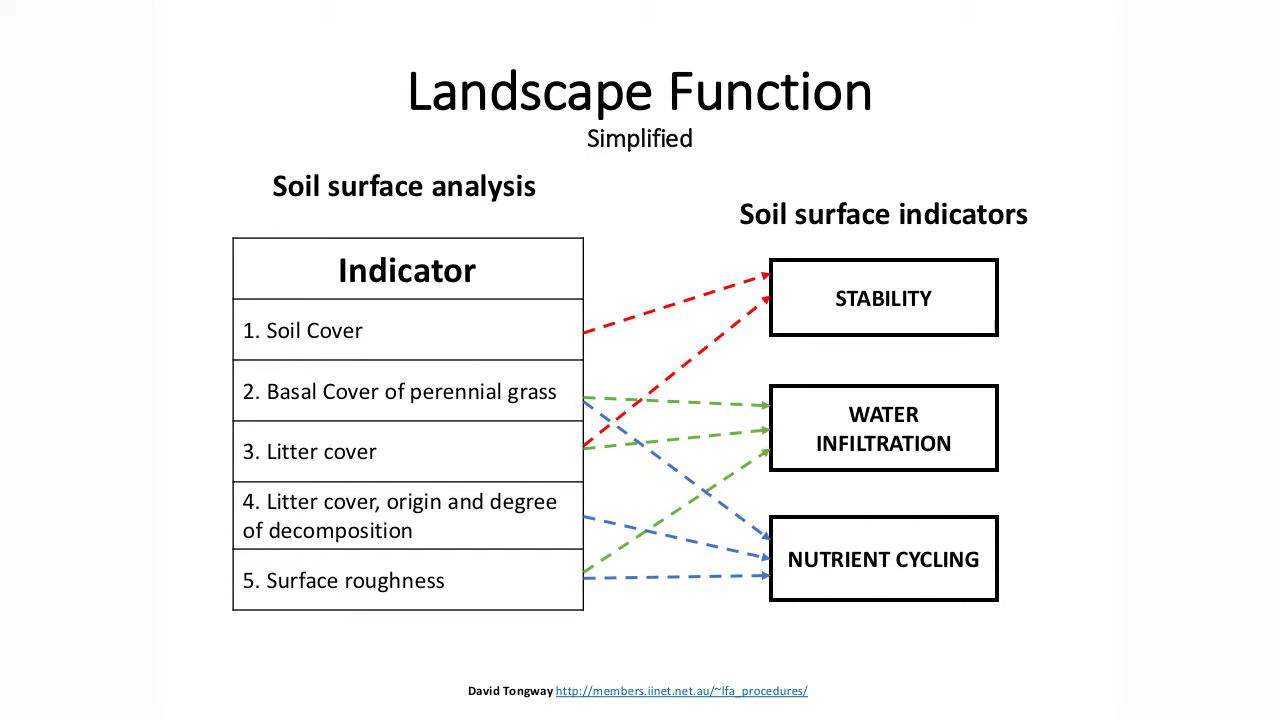 Landscape Function
Simplified
Soil surface analysis
Soil surface indicators
Indicator
1. Soil Cover
2. Basal Cover of perennial grass
3. Litter cover
4. Litter cover, origin and degree
of decomposition
5. Surface roughness
STABILITY
WATER
INFILTRATION
NUTRIENT CYCLING
David Tongway http://members.iinet.net.au/~lfa_procedures/